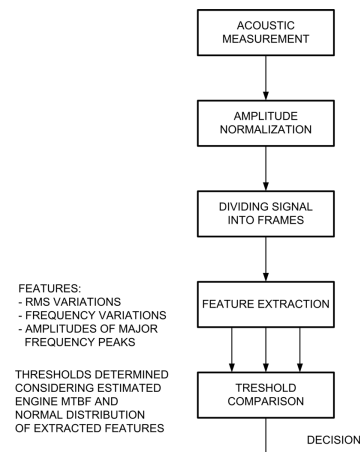 ACOUSTIC
MEASUREMENT
AMPLITUDE
NORMALIZATION
DIVIDING SIGNAL
INTO FRAMES
FEATURES:
- RMS VARIATIONS
- FREQUENCY VARIATIONS
- AMPLITUDES OF MAJOR
FREQUENCY PEAKS
FEATURE EXTRACTION
THRESHOLDS DETERMINED
CONSIDERING ESTIMATED
ENGINE MTBF AND
NORMAL DISTRIBUTION
OF EXTRACTED FEATURES
TRESHOLD
COMPARISON
DECISION